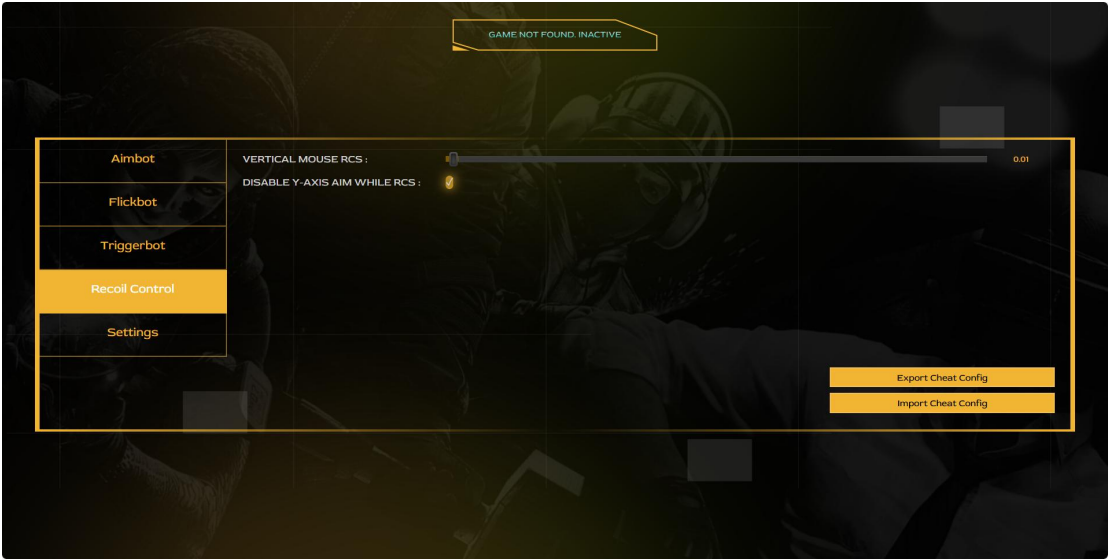 GAME NOT FOUND. INACTIVE
Aimbot
VERTICAL MOUSE RCS :
0.01
DISABLE Y-AXIS AIM WHILE RCS :
Flickbot
Triggerbot
Recoil Control
Settings
Export Cheat Config
Import Cheat Config